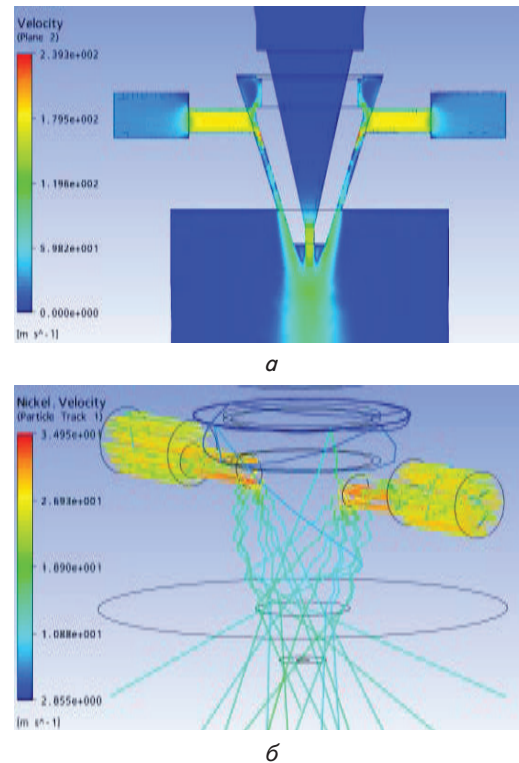 Velocity
(Plane 2)
2.393e+002
1.795e+002
1.196e+002
5.982e+001
0.000e+000
[m s^-1]
а
Nickel.Velocity
(Particle Track 1)
3.495e+001
2.693e+001
1.890e+001
1.088e+001
2.855e+000
[m s^-1]
б